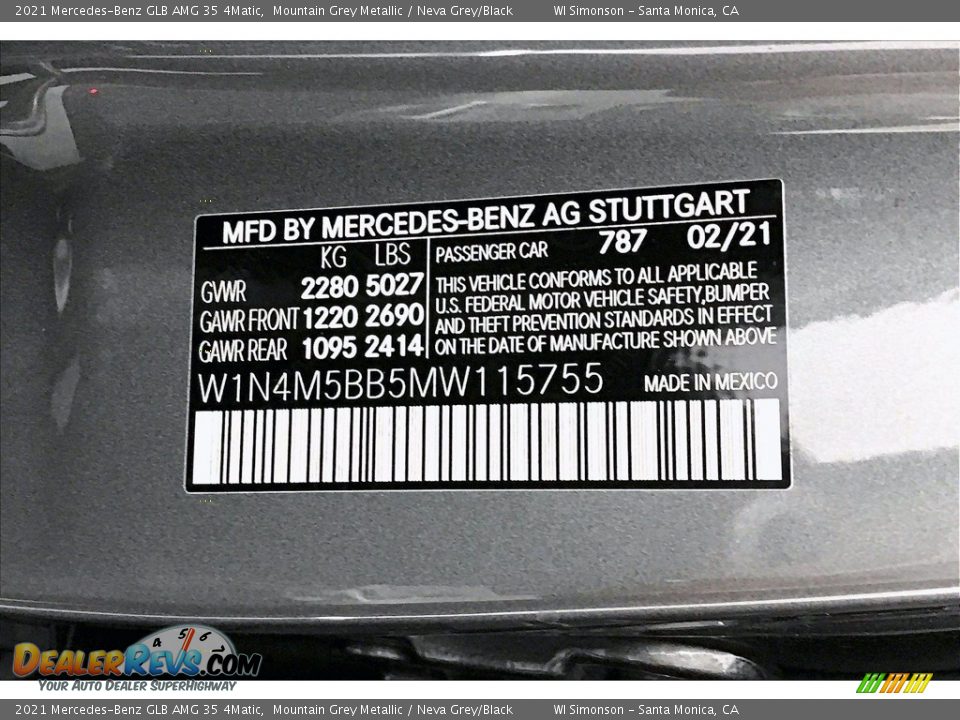 2021 Mercedes-Benz GLB AMG 35 4Matic, Mountain Grey Metallic / Neva Grey/Black WI Simonson - Santa Monica, CA
MFD BY MERCEDES-BENZ AG STUTTGART
KG LBS
GVWR 2280 5027
GAWR FRONT 1220 2690
GAWR REAR 1095 2414
PASSENGER CAR 787 02/21
THIS VEHICLE CONFORMS TO ALL APPLICABLE
U.S. FEDERAL MOTOR VEHICLE SAFETY,BUMPER
AND THEFT PREVENTION STANDARDS IN EFFECT
ON THE DATE OF MANUFACTURE SHOWN ABOVE
W1N4M5BB5MW115755 MADE IN MEXICO
4 5 6
DEALERREVS.COM
YOUR AUTO DEALER SUPERHIGHWAY
2021 Mercedes-Benz GLB AMG 35 4Matic, Mountain Grey Metallic / Neva Grey/Black WI Simonson - Santa Monica, CA